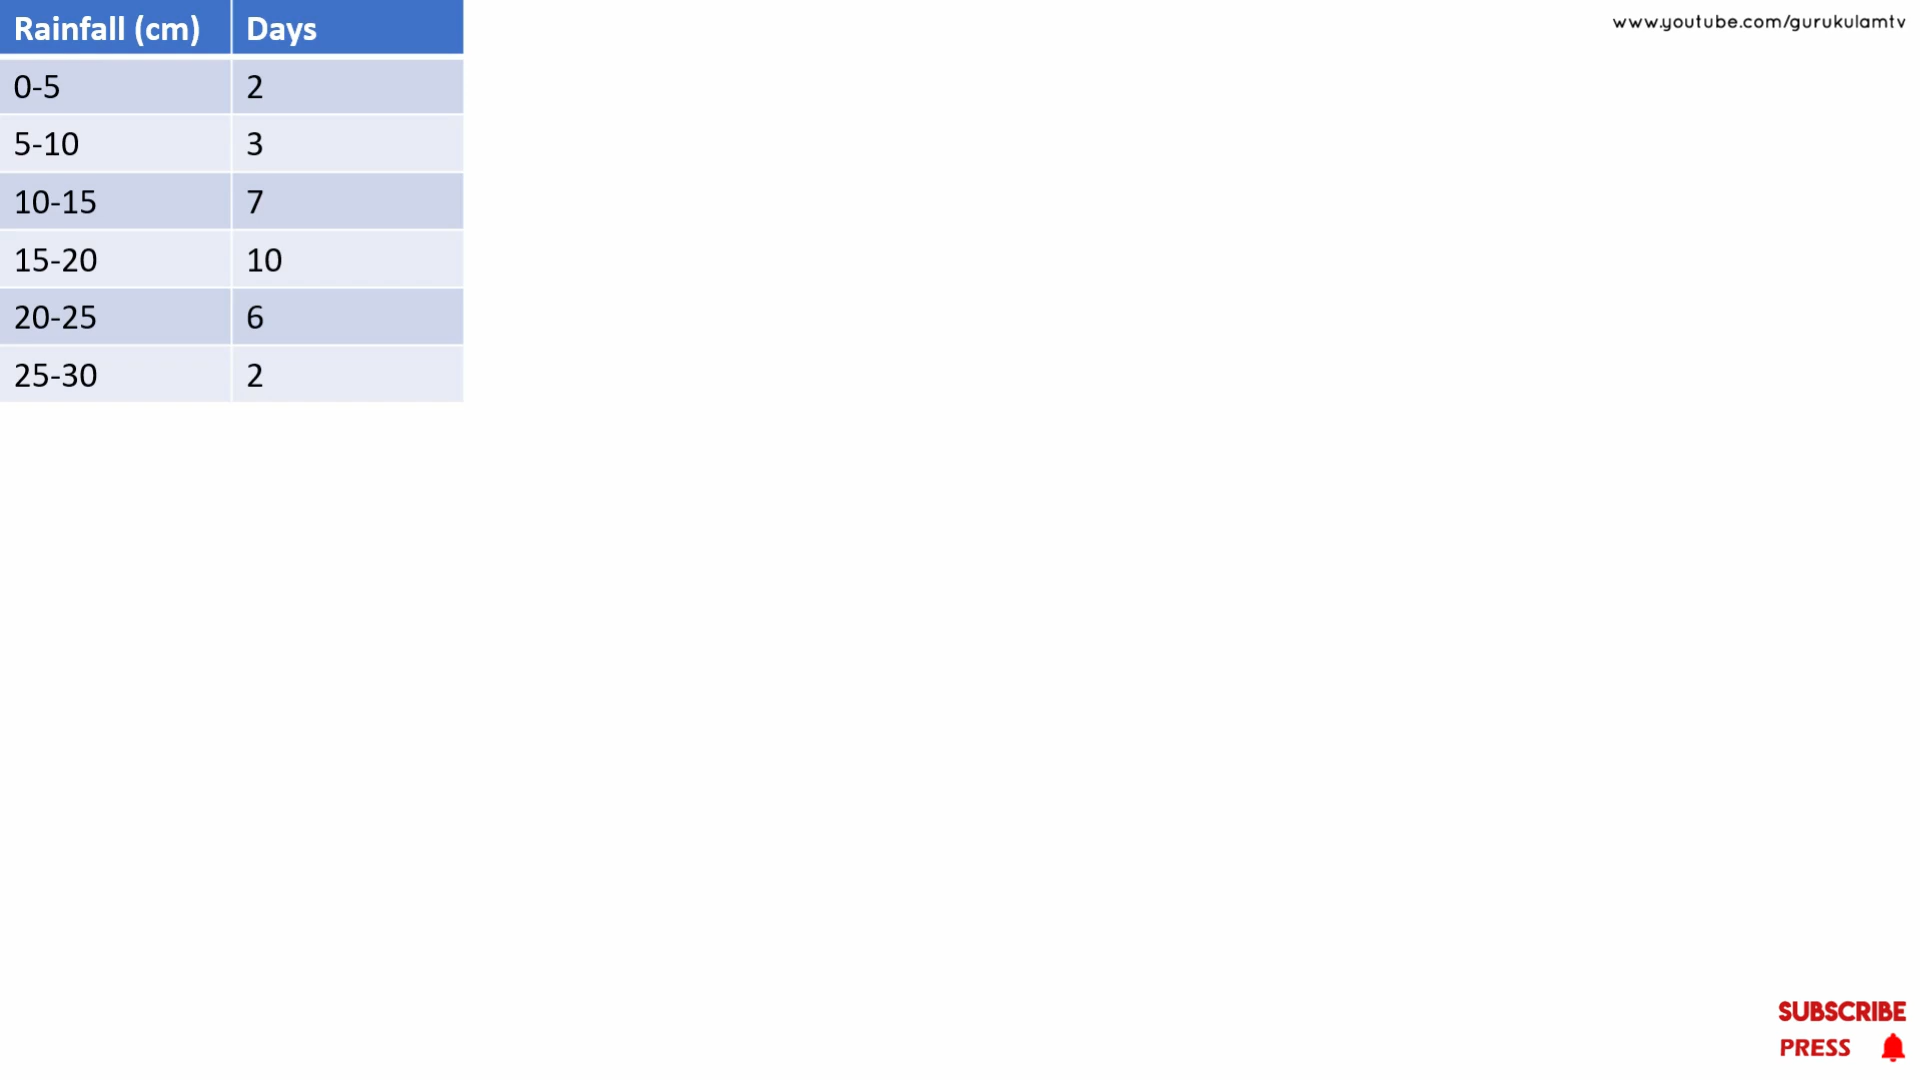 www.youtube.com/gurukulamtv
Rainfall (cm) Days
0-5 2
5-10 3
10-15 7
15-20 10
20-25 6
25-30 2
SUBSCRIBE
PRESS